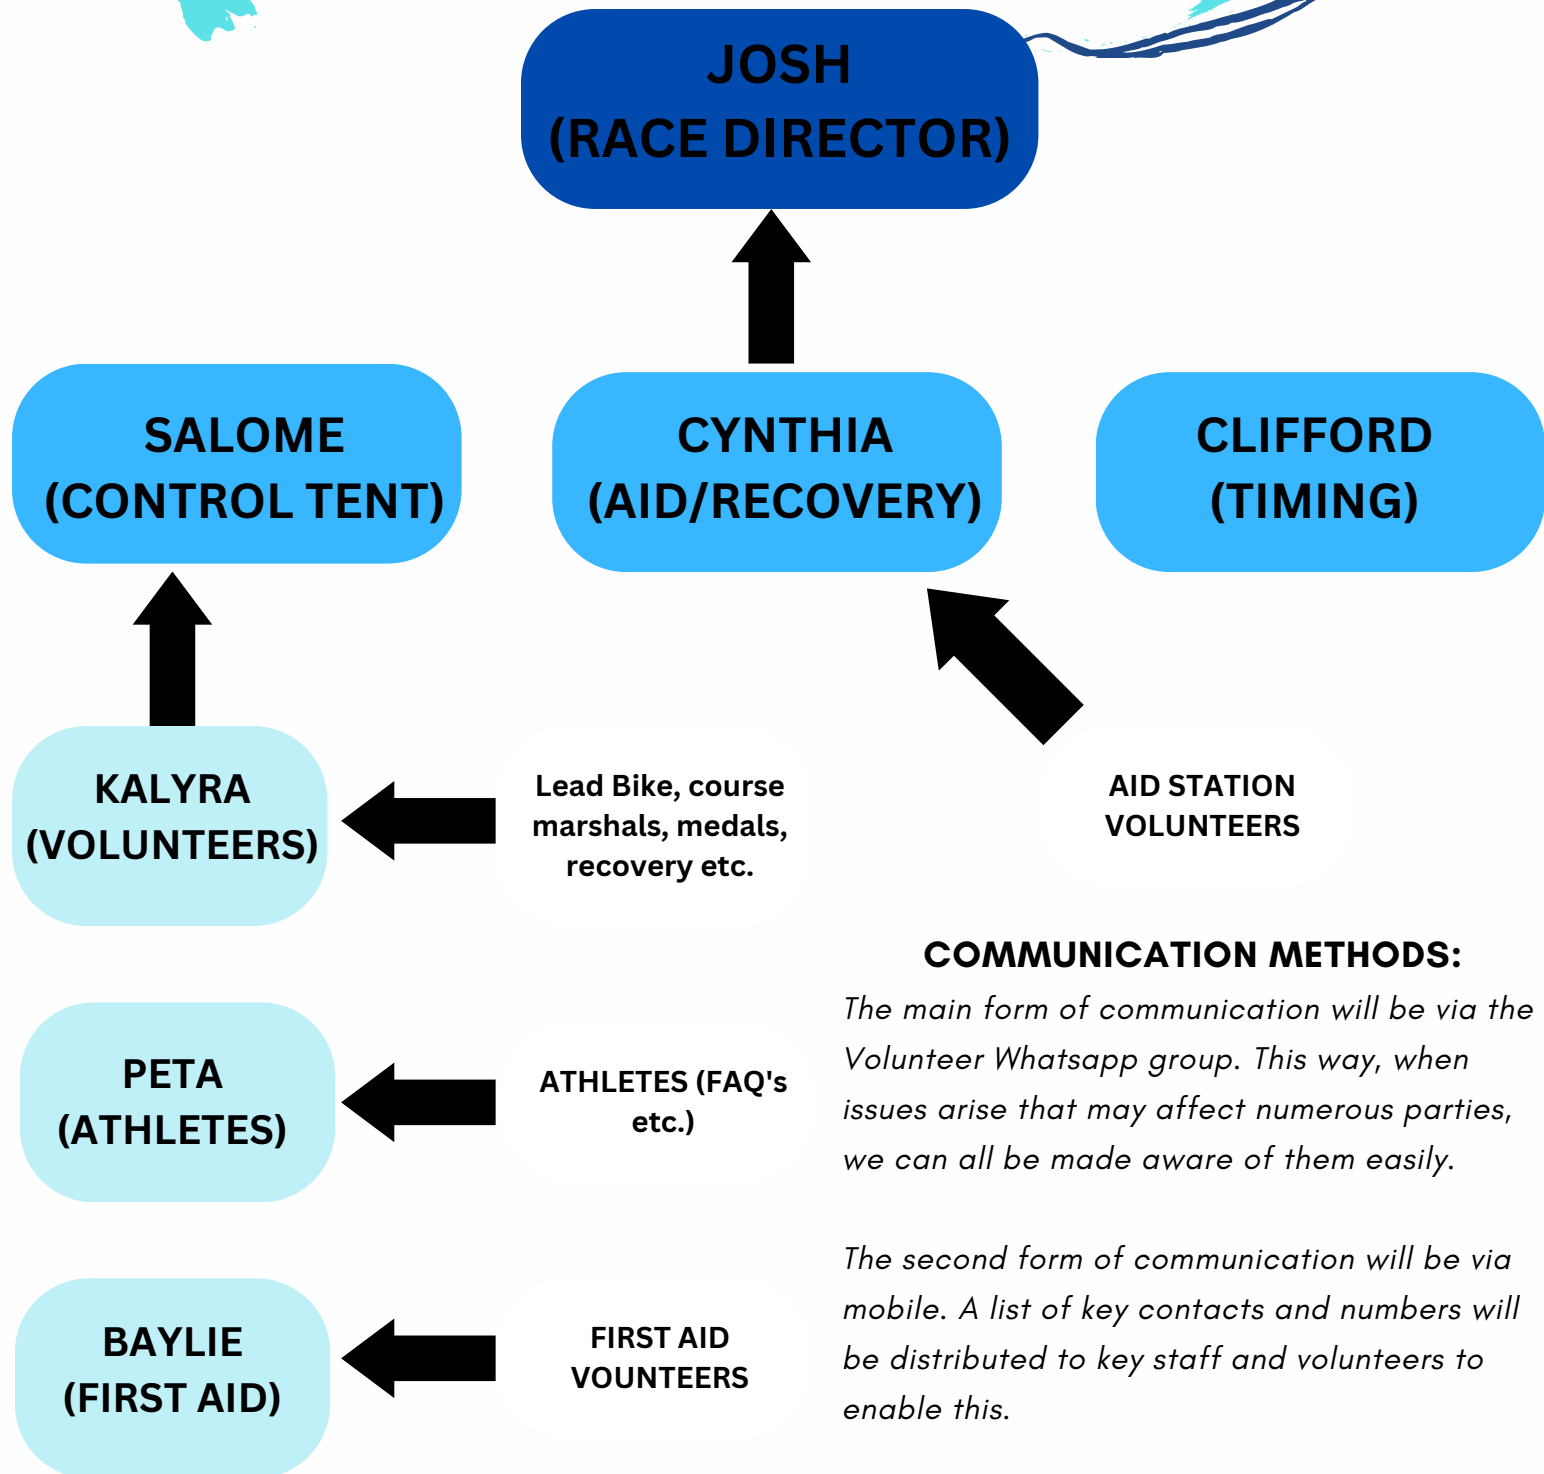 JOSH
(RACE DIRECTOR)
SALOME
(CONTROL TENT)
CYNTHIA
(AID/RECOVERY)
CLIFFORD
(TIMING)
KALYRA
(VOLUNTEERS)
Lead Bike, course
marshals, medals,
recovery etc.
AID STATION
VOLUNTEERS
PETA
(ATHLETES)
ATHLETES (FAQ's
etc.)
BAYLIE
(FIRST AID)
FIRST AID
VOUNTEERS
COMMUNICATION METHODS:
The main form of communication will be via the
Volunteer Whatsapp group. This way, when
issues arise that may affect numerous parties,
we can all be made aware of them easily.
The second form of communication will be via
mobile. A list of key contacts and numbers will
be distributed to key staff and volunteers to
enable this.